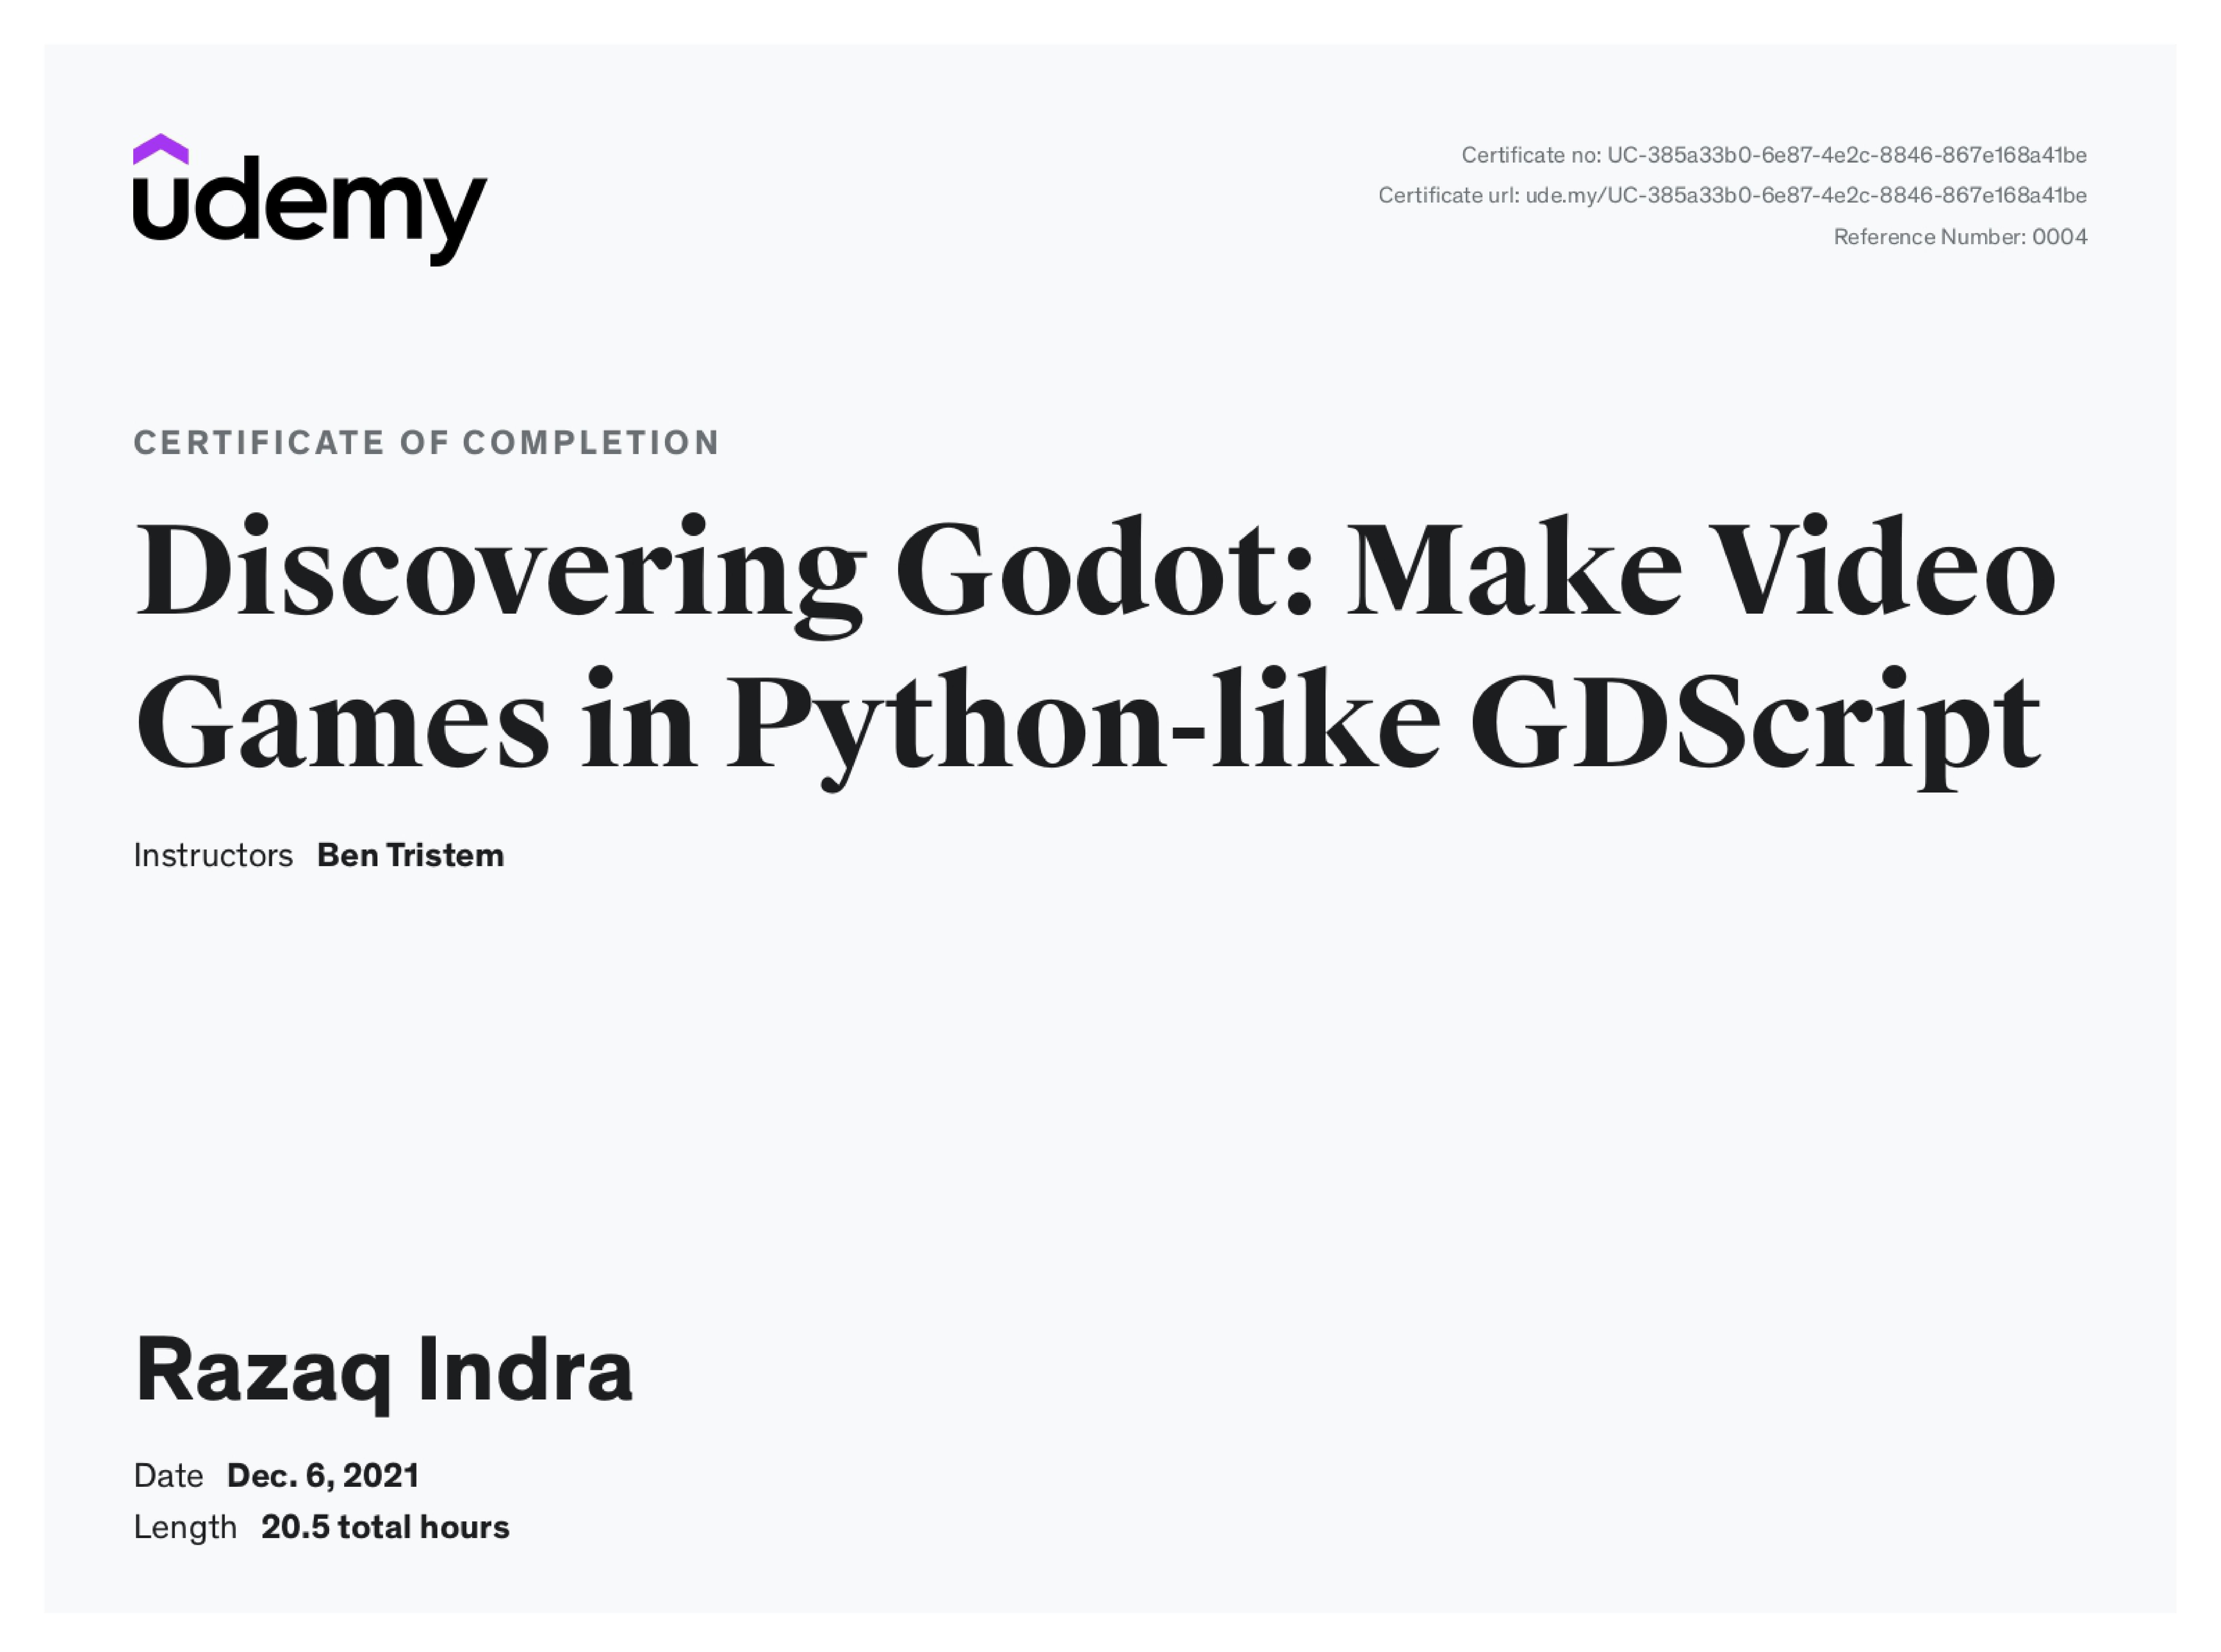 udemy
Certificate no: UC-385a33b0-6e87-4e2c-8846-867e168a41be
Certificate url: ude.my/UC-385a33b0-6e87-4e2c-8846-867e168a41be
Reference Number: 0004
CERTIFICATE OF COMPLETION
Discovering Godot: Make Video
Games in Python-like GDScript
Instructors Ben Tristem
Razaq Indra
Date Dec. 6, 2021
Length 20.5 total hours